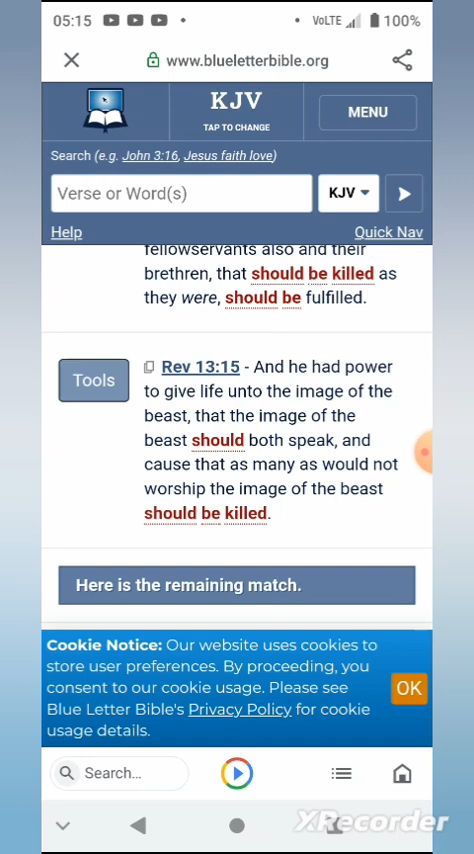 05:15
VoLTE
100%
www.blueletterbible.org
KJV
TAP TO CHANGE
MENU
Search (e.g. John 3:16, Jesus faith love)
Verse or Word(s)
KJV
Help
Quick Nav
fellowservants also and their
brethren, that should be killed as
they were, should be fulfilled.
Tools
Rev 13:15 - And he had power
to give life unto the image of the
beast, that the image of the
beast should both speak, and
cause that as many as would not
worship the image of the beast
should be killed.
Here is the remaining match.
Cookie Notice: Our website uses cookies to
store user preferences. By proceeding, you
consent to our cookie usage. Please see
Blue Letter Bible's Privacy Policy for cookie
usage details.
OK
Search...
XRecorder